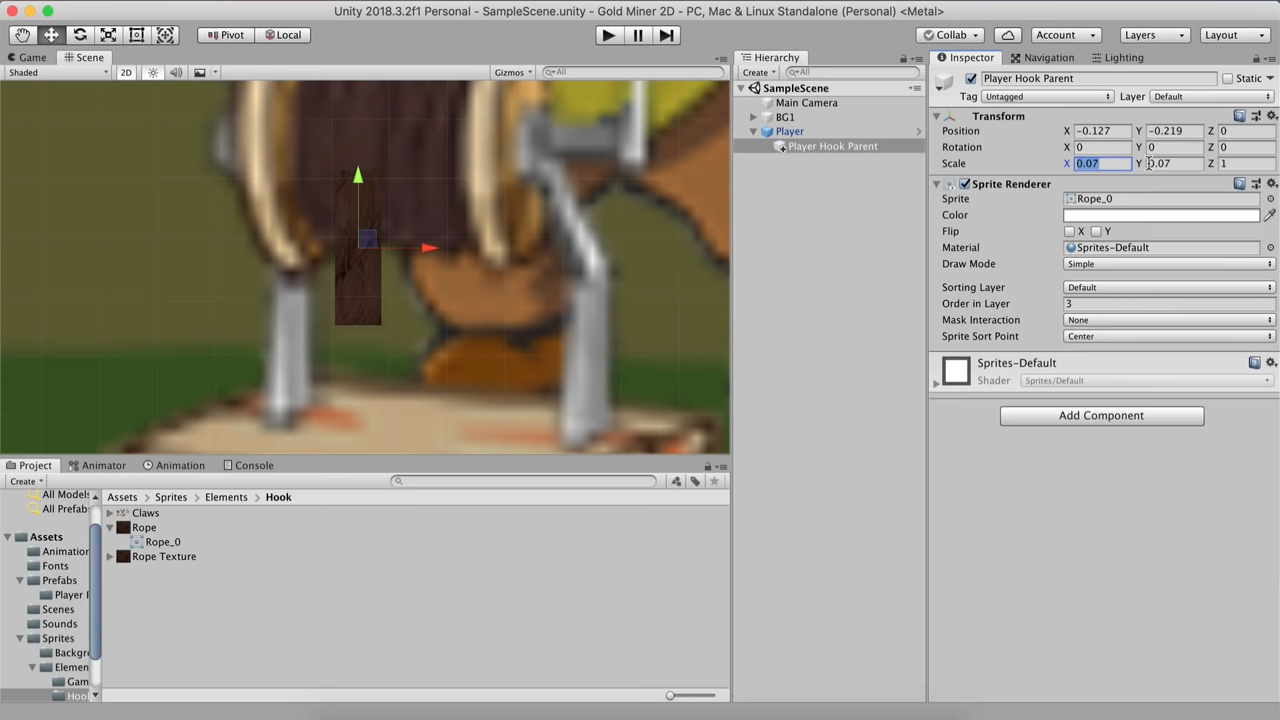 Unity 2018.3.2f1 Personal - SampleScene.unity - Gold Miner 2D - PC, Mac & Linux Standalone (Personal) <Metal>
Pivot Local Collab Account Layers Layout
Game Scene
Shaded 2D Gizmos All
Hierarchy
Create All
SampleScene
Main Camera
BG1
Player
Player Hook Parent
Inspector Navigation Lighting
Player Hook Parent Static
Tag Untagged Layer Default
Transform
Position X -0.127 Y -0.219 Z 0
Rotation X 0 Y 0 Z 0
Scale X 0.07 Y 0.07 Z 1
Sprite Renderer
Sprite Rope_0
Color
Flip X Y
Material Sprites-Default
Draw Mode Simple
Sorting Layer Default
Order in Layer 3
Mask Interaction None
Sprite Sort Point Center
Sprites-Default
Shader Sprites/Default
Add Component
Project Animator Animation Console
Create
All Models
All Prefab
Assets
Animation
Fonts
Prefabs
Player
Scenes
Sounds
Sprites
Backgr
Elemen
Gam
Hool
Assets Sprites Elements Hook
Claws
Rope
Rope_0
Rope Texture